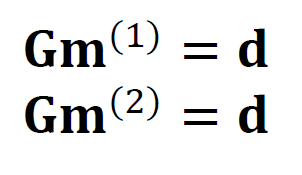 Gm⁽¹⁾ = d
Gm⁽²⁾ = d